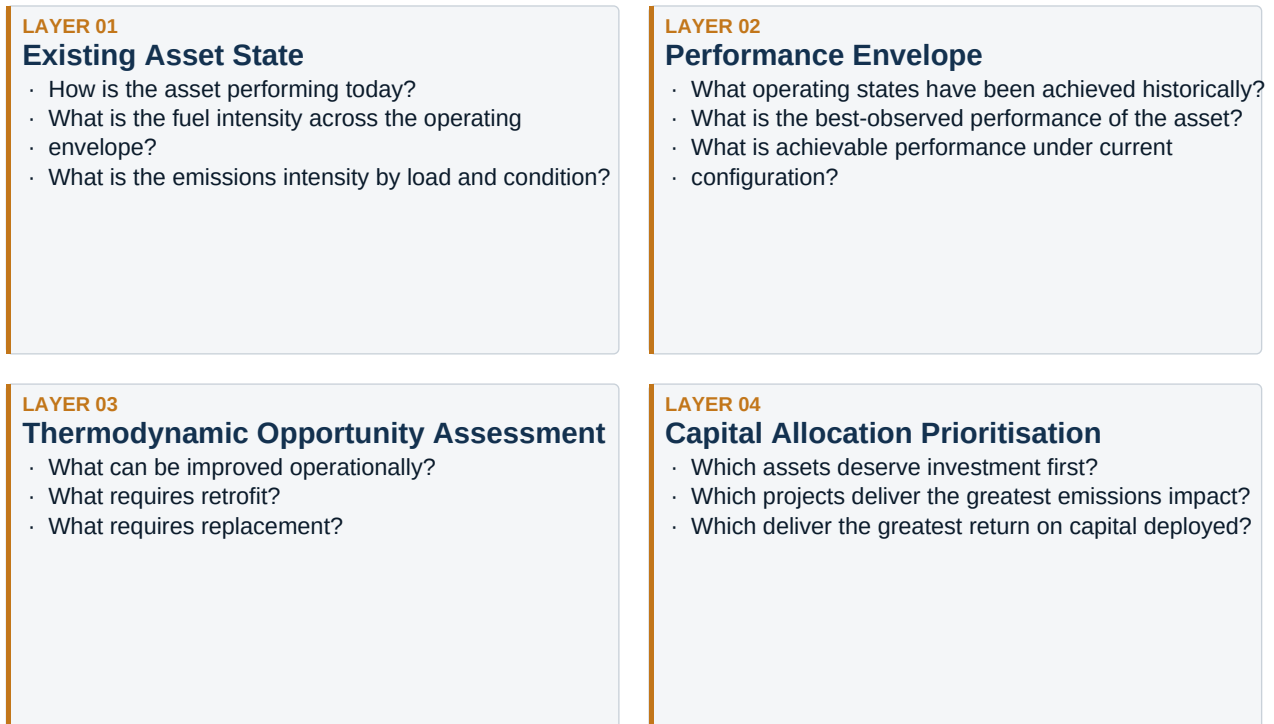 LAYER 01
Existing Asset State
· How is the asset performing today?
· What is the fuel intensity across the operating
· envelope?
· What is the emissions intensity by load and condition?
LAYER 02
Performance Envelope
· What operating states have been achieved historically?
· What is the best-observed performance of the asset?
· What is achievable performance under current
· configuration?
LAYER 03
Thermodynamic Opportunity Assessment
· What can be improved operationally?
· What requires retrofit?
· What requires replacement?
LAYER 04
Capital Allocation Prioritisation
· Which assets deserve investment first?
· Which projects deliver the greatest emissions impact?
· Which deliver the greatest return on capital deployed?